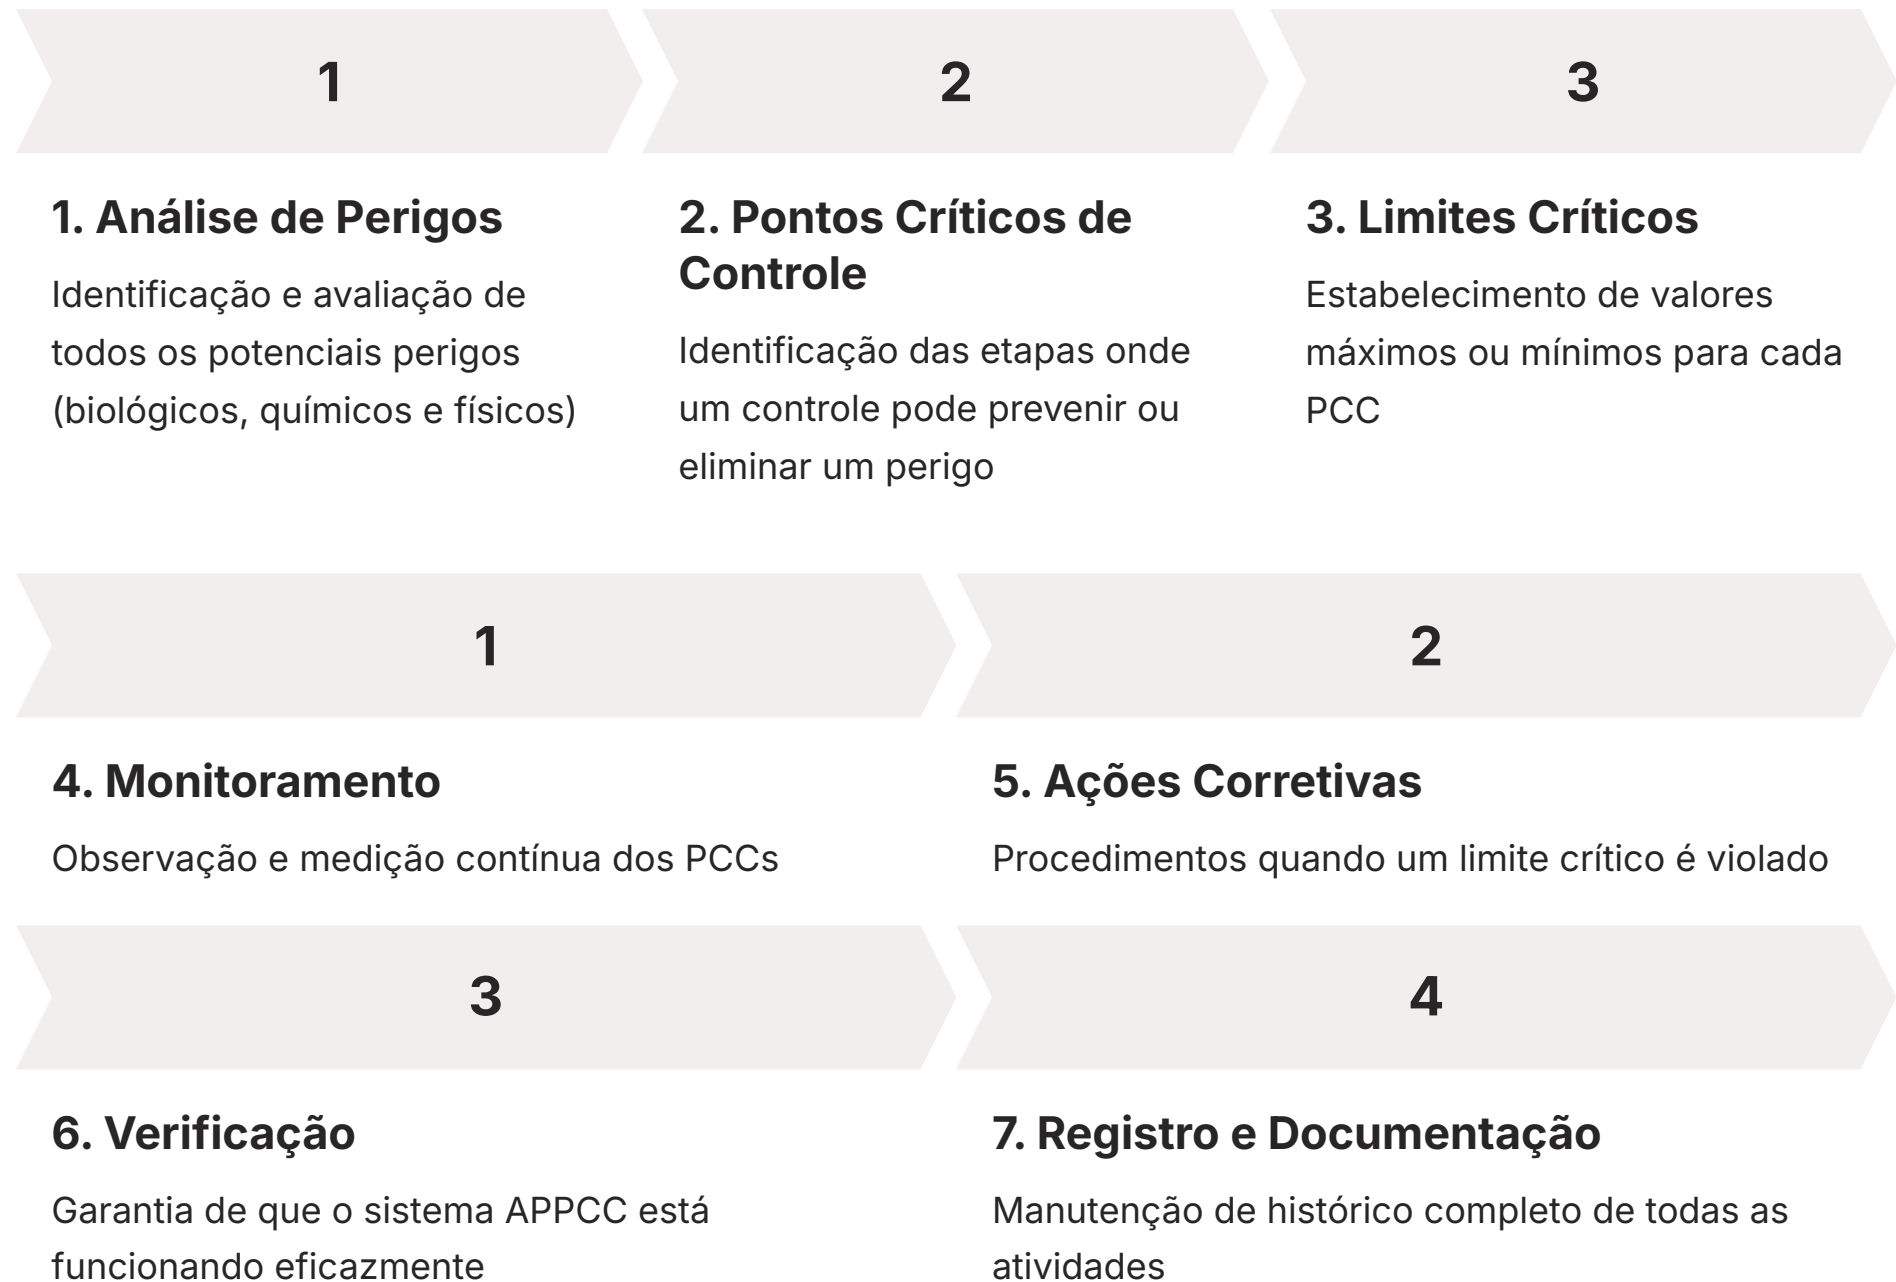 1
2
3
1. Análise de Perigos
Identificação e avaliação de
todos os potenciais perigos
(biológicos, químicos e físicos)
2. Pontos Críticos de
Controle
Identificação das etapas onde
um controle pode prevenir ou
eliminar um perigo
3. Limites Críticos
Estabelecimento de valores
máximos ou mínimos para cada
PCC
1
2
4. Monitoramento
Observação e medição contínua dos PCCs
5. Ações Corretivas
Procedimentos quando um limite crítico é violado
3
4
6. Verificação
Garantia de que o sistema APPCC está
funcionando eficazmente
7. Registro e Documentação
Manutenção de histórico completo de todas as
atividades